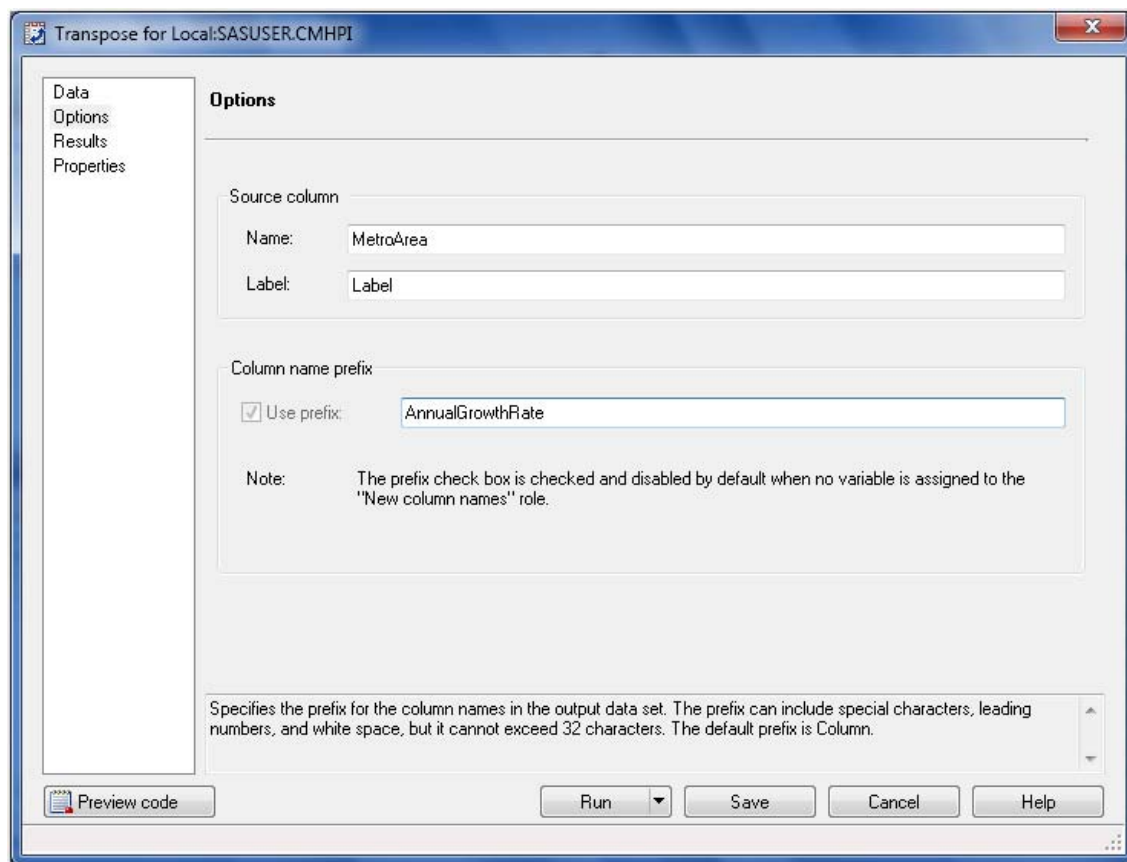 Transpose for Local:SASUSER.CMHPI
x
Data
Options
Results
Properties
Options
Source column
Name:
MetroArea
Label:
Label
Column name prefix
Use prefix:
AnnualGrowthRate
Note:
The prefix check box is checked and disabled by default when no variable is assigned to the
"New column names" role.
Specifies the prefix for the column names in the output data set. The prefix can include special characters, leading
numbers, and white space, but it cannot exceed 32 characters. The default prefix is Column.
Preview code
Run
Save
Cancel
Help